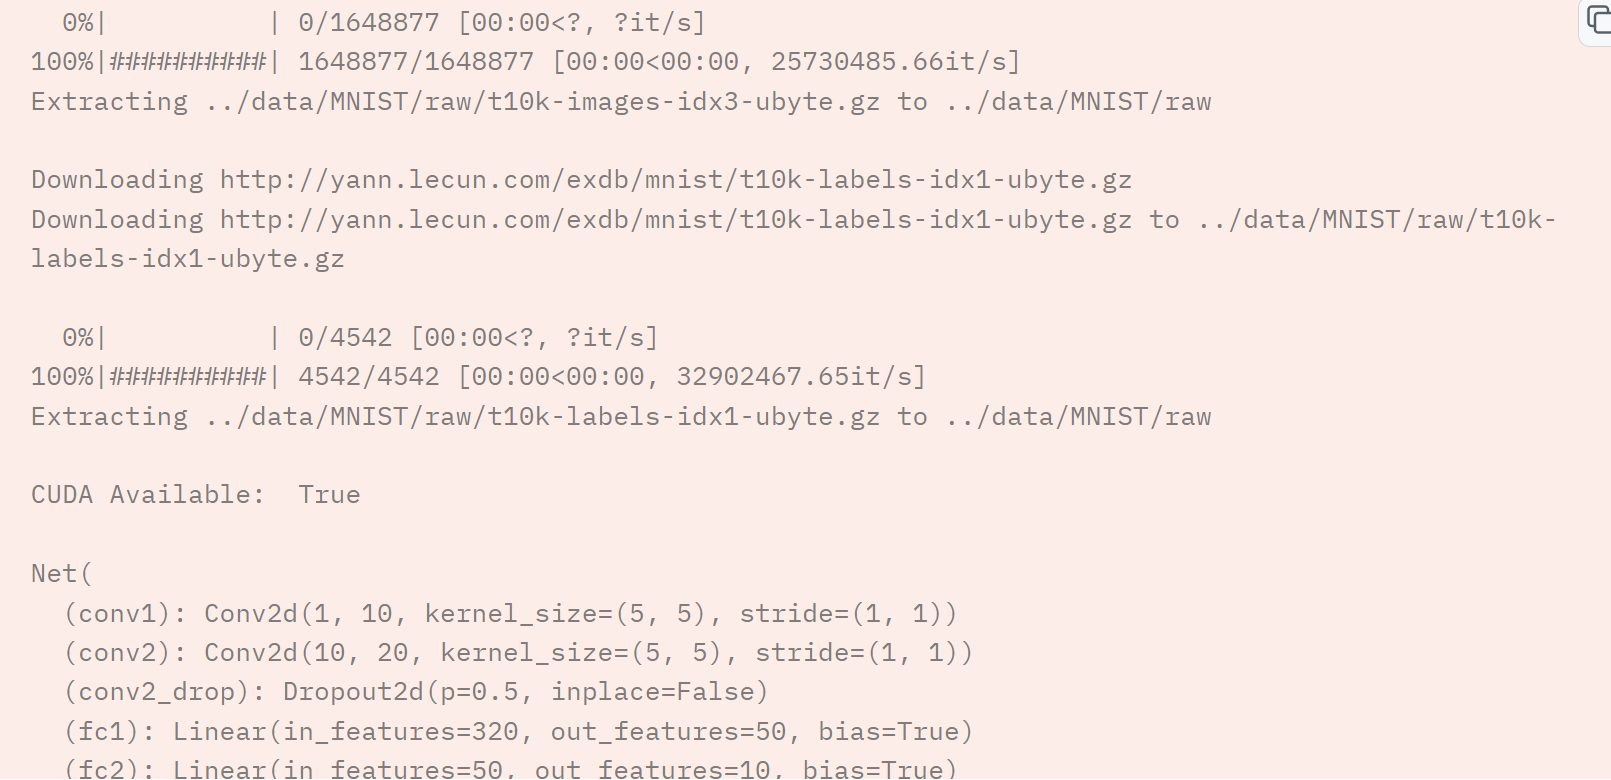 0%|          | 0/1648877 [00:00<?, ?it/s]
100%|##########| 1648877/1648877 [00:00<00:00, 25730485.66it/s]
Extracting ../data/MNIST/raw/t10k-images-idx3-ubyte.gz to ../data/MNIST/raw

Downloading http://yann.lecun.com/exdb/mnist/t10k-labels-idx1-ubyte.gz
Downloading http://yann.lecun.com/exdb/mnist/t10k-labels-idx1-ubyte.gz to ../data/MNIST/raw/t10k-
labels-idx1-ubyte.gz

  0%|          | 0/4542 [00:00<?, ?it/s]
100%|##########| 4542/4542 [00:00<00:00, 32902467.65it/s]
Extracting ../data/MNIST/raw/t10k-labels-idx1-ubyte.gz to ../data/MNIST/raw

CUDA Available:  True

Net(
  (conv1): Conv2d(1, 10, kernel_size=(5, 5), stride=(1, 1))
  (conv2): Conv2d(10, 20, kernel_size=(5, 5), stride=(1, 1))
  (conv2_drop): Dropout2d(p=0.5, inplace=False)
  (fc1): Linear(in_features=320, out_features=50, bias=True)
  (fc2): Linear(in_features=50, out_features=10, bias=True)